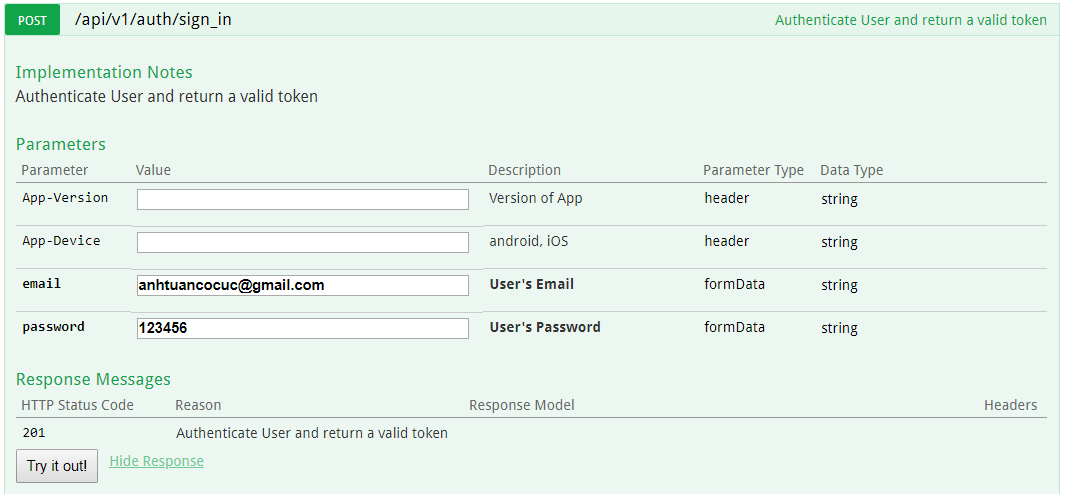 POST /api/v1/auth/sign_in Authenticate User and return a valid token
Implementation Notes
Authenticate User and return a valid token
Parameters
Parameter Value Description Parameter Type Data Type
App-Version Version of App header string
App-Device android, iOS header string
email anhtuancocuc@gmail.com User's Email formData string
password 123456 User's Password formData string
Response Messages
HTTP Status Code Reason Response Model Headers
201 Authenticate User and return a valid token
Try it out! Hide Response